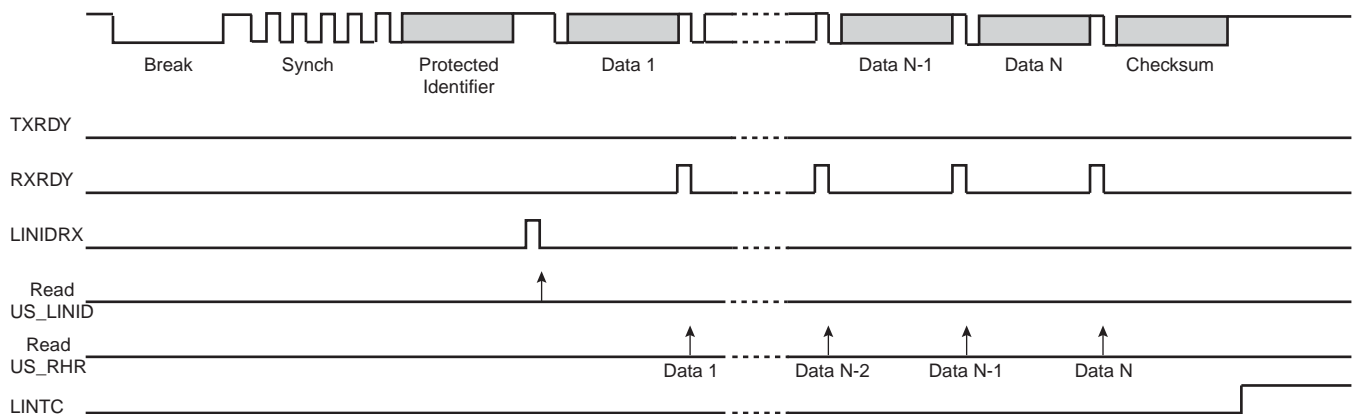 Break
Synch
Protected
Identifier
Data 1
Data N-1
Data N
Checksum
TXRDY
RXRDY
LINIDRX
Read
US_LINID
Read
US_RHR
Data 1
Data N-2
Data N-1
Data N
LINTC